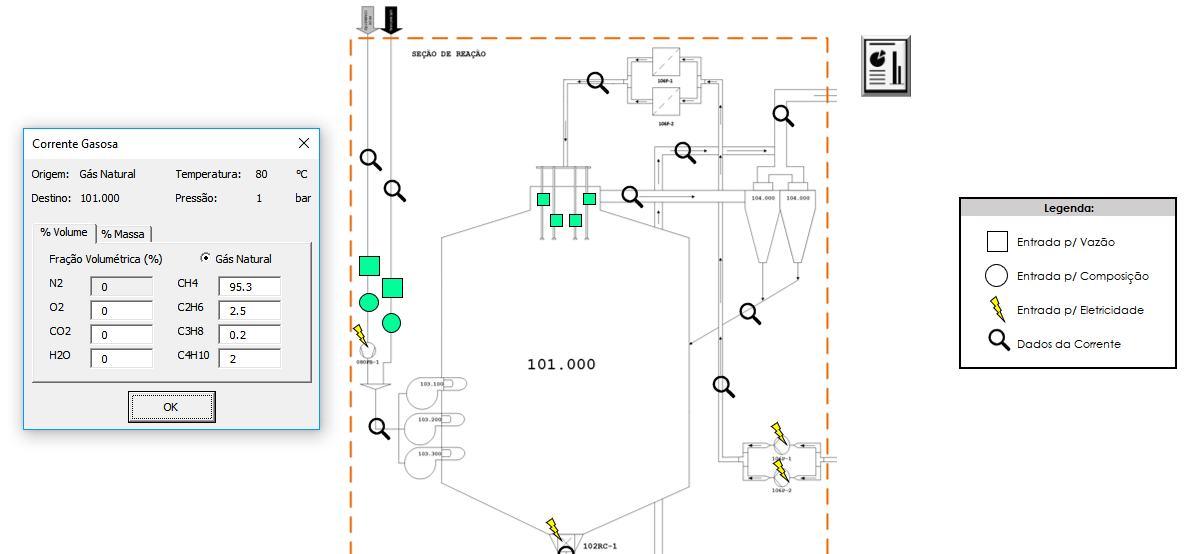 SEÇÃO DE REAÇÃO
106F-1
106F-2
Corrente Gasosa
Origem: Gás Natural Temperatura: 80 ºC
Destino: 101.000 Pressão: 1 bar
% Volume % Massa
Fração Volumétrica (%) Gás Natural
N2 0 CH4 95.3
O2 0 C2H6 2.5
CO2 0 C3H8 0.2
H2O 0 C4H10 2
OK
104.000 104.000
Legenda:
Entrada p/ Vazão
Entrada p/ Composição
Entrada p/ Eletricidade
Dados da Corrente
101.000
103.100
103.200
103.300
106P-1
106P-2
102RC-1